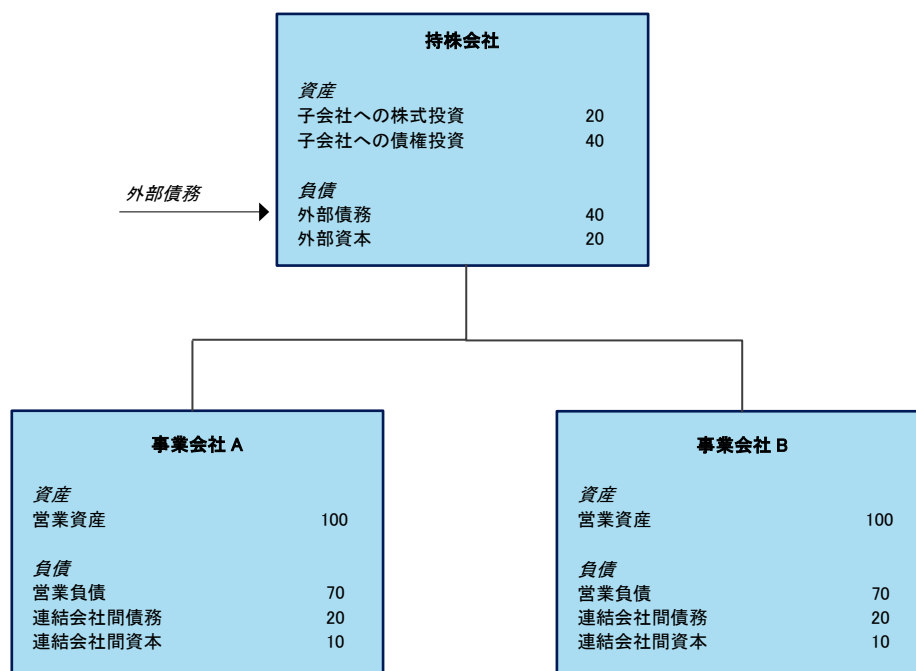 持株会社
資産
子会社への株式投資 20
子会社への債権投資 40
外部債務
負債
外部債務 40
外部資本 20
事業会社 A
資産
営業資産 100
負債
営業負債 70
連結会社間債務 20
連結会社間資本 10
事業会社 B
資産
営業資産 100
負債
営業負債 70
連結会社間債務 20
連結会社間資本 10